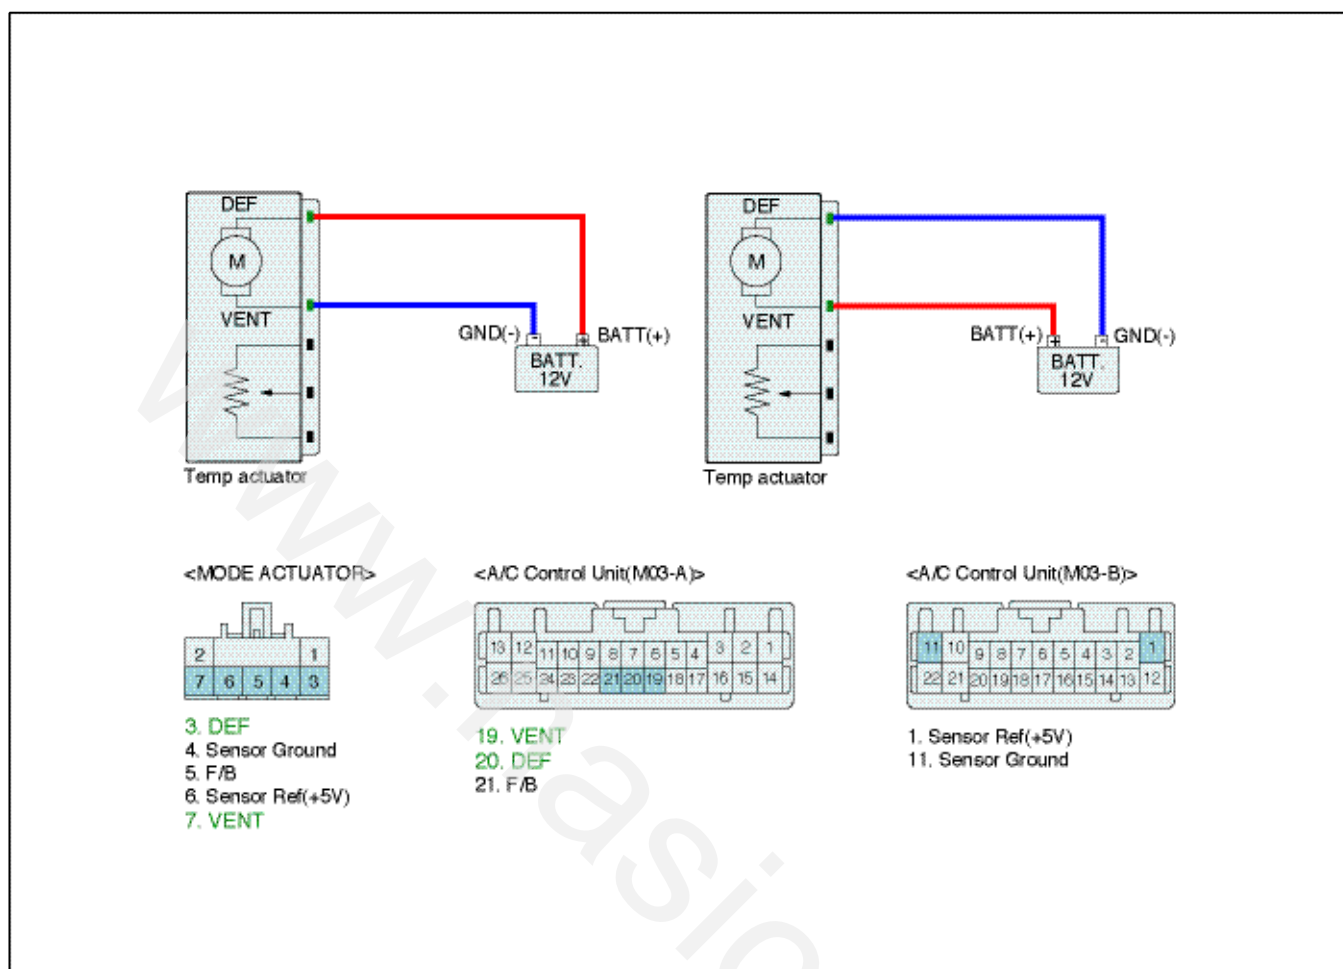 DEF
M
VENT
GND(-) - + BATT(+)
BATT.
12V
Temp actuator
DEF
M
VENT
BATT(+) + - GND(-)
BATT.
12V
Temp actuator
<MODE ACTUATOR>
2 1
7 6 5 4 3
3. DEF
4. Sensor Ground
5. F/B
6. Sensor Ref(+5V)
7. VENT
<A/C Control Unit(M03-A)>
13 12 11 10 9 8 7 6 5 4 3 2 1
26 25 24 23 22 21 20 19 18 17 16 15 14
19. VENT
20. DEF
21. F/B
<A/C Control Unit(M03-B)>
11 10 9 8 7 6 5 4 3 2 1
22 21 20 19 18 17 16 15 14 13 12
1. Sensor Ref(+5V)
11. Sensor Ground
www.nasio